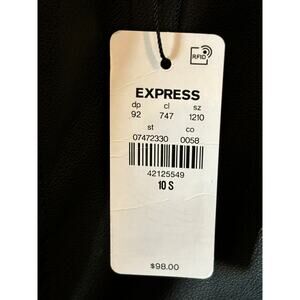 RFID
EXPRESS
dp cl sz
92 747 1210
st co
07472330 0058
42125549
10 S
$98.00